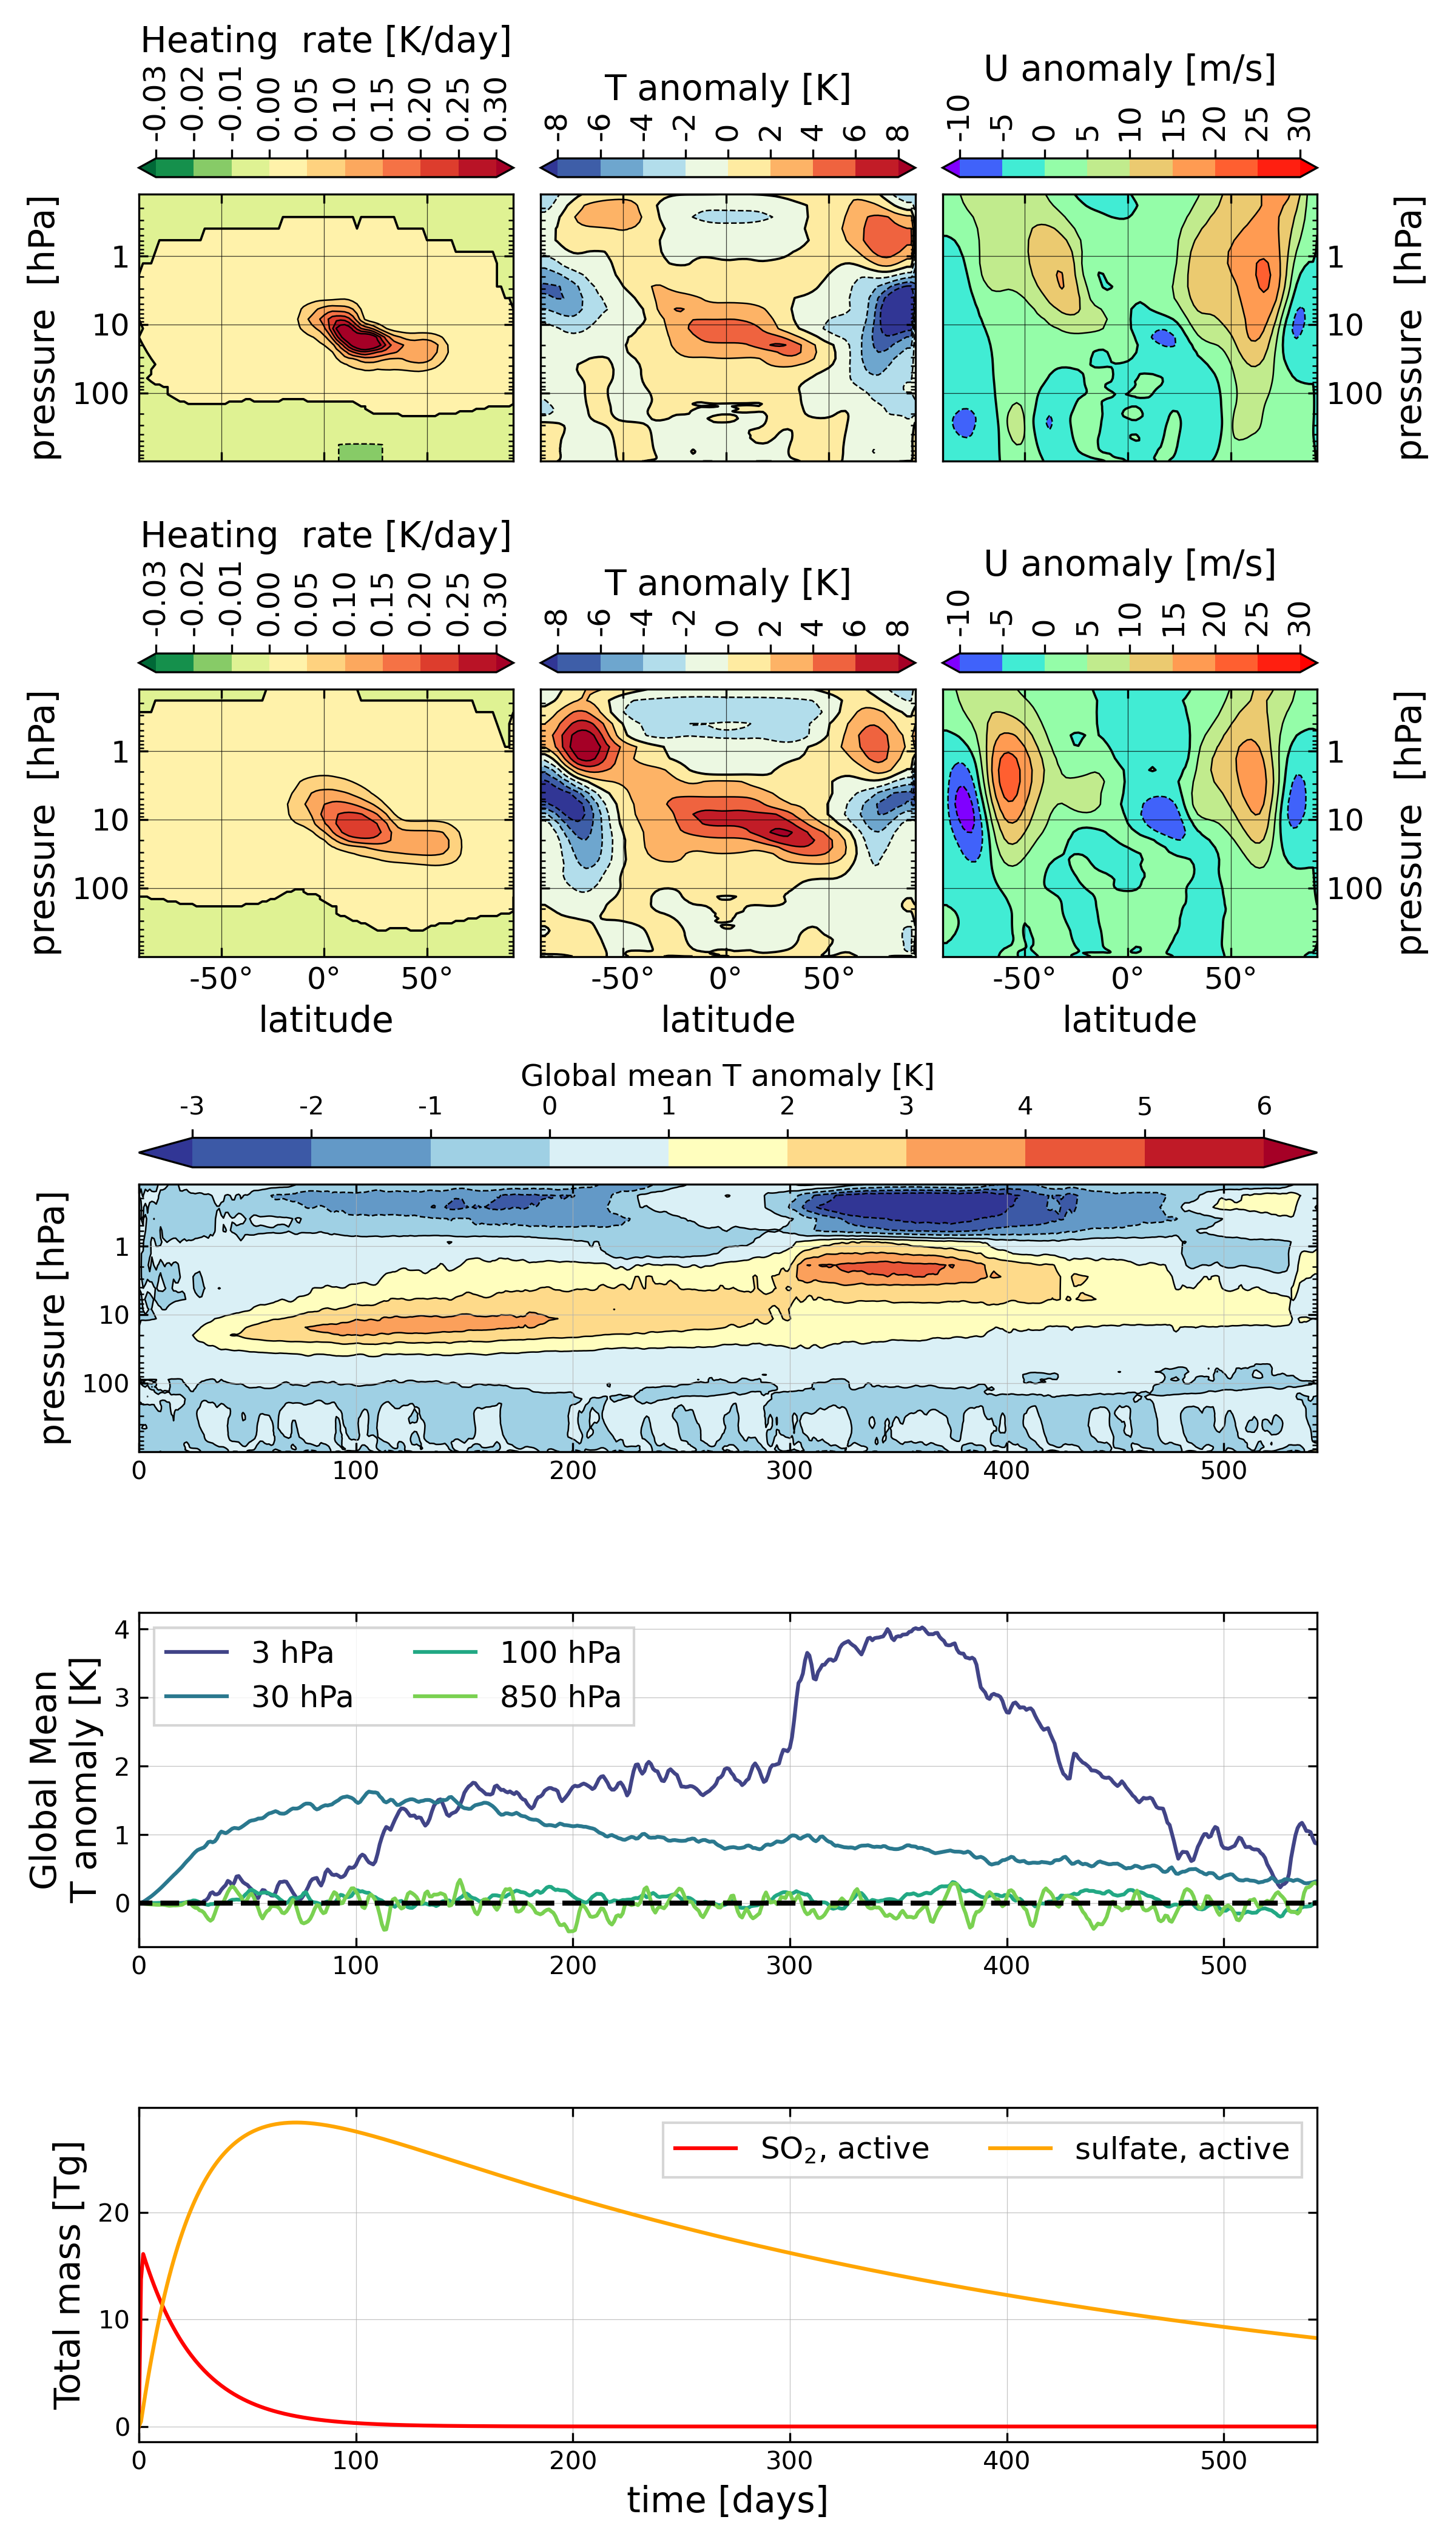 Heating  rate [K/day]
T anomaly [K]
U anomaly [m/s]
-0.03 -0.02 -0.01 0.00 0.05 0.10 0.15 0.20 0.25 0.30
-8 -6 -4 -2 0 2 4 6 8
-10 -5 0 5 10 15 20 25 30
pressure  [hPa]
1
10
100
1
10
100
pressure  [hPa]
Heating  rate [K/day]
T anomaly [K]
U anomaly [m/s]
-0.03 -0.02 -0.01 0.00 0.05 0.10 0.15 0.20 0.25 0.30
-8 -6 -4 -2 0 2 4 6 8
-10 -5 0 5 10 15 20 25 30
pressure  [hPa]
1
10
100
1
10
100
pressure  [hPa]
-50° 0° 50°
-50° 0° 50°
-50° 0° 50°
latitude
latitude
latitude
Global mean T anomaly [K]
-3 -2 -1 0 1 2 3 4 5 6
pressure [hPa]
1
10
100
0 100 200 300 400 500
Global Mean
T anomaly [K]
4
3
2
1
0
3 hPa
30 hPa
100 hPa
850 hPa
0 100 200 300 400 500
Total mass [Tg]
20
10
0
SO₂, active
sulfate, active
0 100 200 300 400 500
time [days]